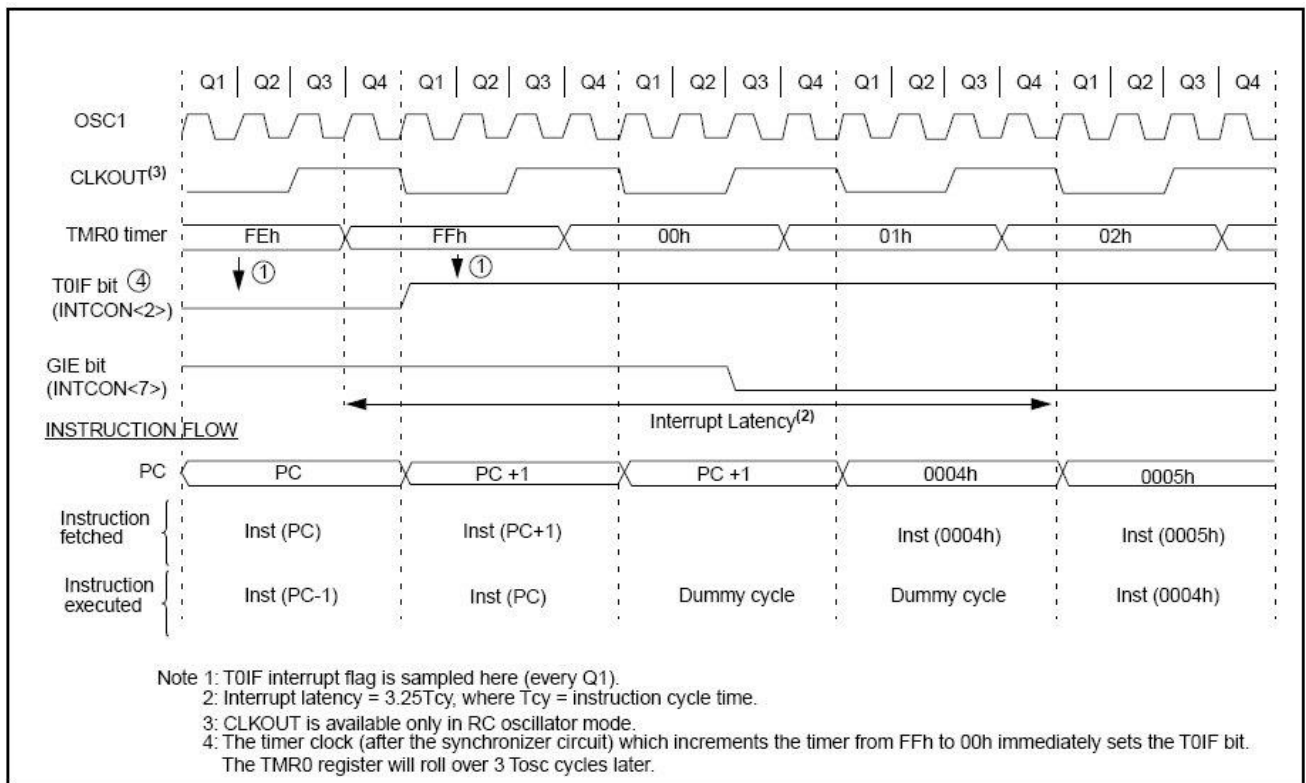 Q1 | Q2 | Q3 | Q4 | Q1 | Q2 | Q3 | Q4 | Q1 | Q2 | Q3 | Q4 | Q1 | Q2 | Q3 | Q4 | Q1 | Q2 | Q3 | Q4
OSC1
CLKOUT(3)
TMR0 timer FEh FFh 00h 01h 02h
① ①
T0IF bit ④
(INTCON<2>)
GIE bit
(INTCON<7>)
Interrupt Latency(2)
INSTRUCTION FLOW
PC PC PC +1 PC +1 0004h 0005h
Instruction
fetched
Inst (PC) Inst (PC+1) Inst (0004h) Inst (0005h)
Instruction
executed
Inst (PC-1) Inst (PC) Dummy cycle Dummy cycle Inst (0004h)
Note 1: T0IF interrupt flag is sampled here (every Q1).
2: Interrupt latency = 3.25Tcy, where Tcy = instruction cycle time.
3: CLKOUT is available only in RC oscillator mode.
4: The timer clock (after the synchronizer circuit) which increments the timer from FFh to 00h immediately sets the T0IF bit.
The TMR0 register will roll over 3 Tosc cycles later.